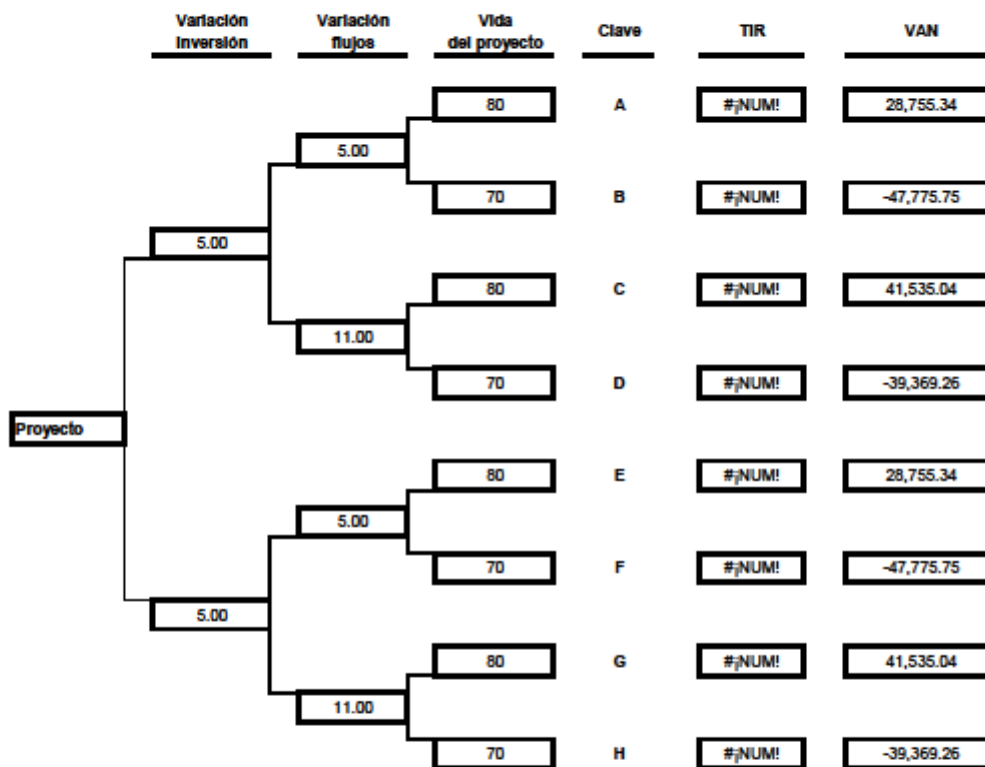 Variación Inversión
Variación flujos
Vida del proyecto
Clave
TIR
VAN
80 A #¡NUM! 28,755.34
5.00
70 B #¡NUM! -47,775.75
5.00
80 C #¡NUM! 41,535.04
11.00
70 D #¡NUM! -39,369.26
Proyecto
80 E #¡NUM! 28,755.34
5.00
70 F #¡NUM! -47,775.75
5.00
80 G #¡NUM! 41,535.04
11.00
70 H #¡NUM! -39,369.26